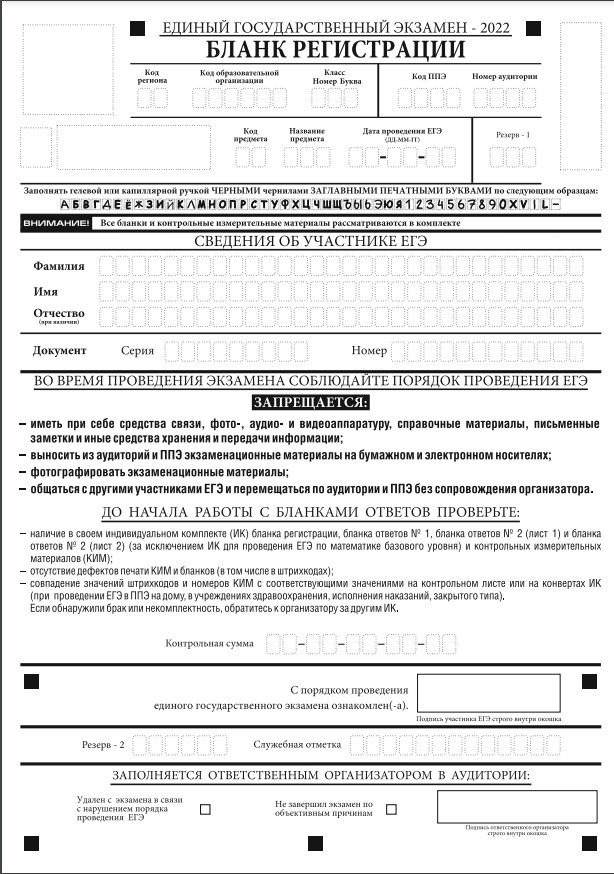 ЕДИНЫЙ ГОСУДАРСТВЕННЫЙ ЭКЗАМЕН - 2022
БЛАНК РЕГИСТРАЦИИ
Код региона
Код образовательной организации
Класс Номер Буква
Код ППЭ
Номер аудитории
Код предмета
Название предмета
Дата проведения ЕГЭ (ДД-ММ-ГГ)
Резерв - 1
Заполнять гелевой или капиллярной ручкой ЧЕРНЫМИ чернилами ЗАГЛАВНЫМИ ПЕЧАТНЫМИ БУКВАМИ по следующим образцам:
АБВГДЕЁЖЗИЙКЛМНОПРСТУФХЦЧШЩЪЫЬЭЮЯ1234567890XVIL-
ВНИМАНИЕ! Все бланки и контрольные измерительные материалы рассматриваются в комплекте
СВЕДЕНИЯ ОБ УЧАСТНИКЕ ЕГЭ
Фамилия
Имя
Отчество
(при наличии)
Документ Серия Номер
ВО ВРЕМЯ ПРОВЕДЕНИЯ ЭКЗАМЕНА СОБЛЮДАЙТЕ ПОРЯДОК ПРОВЕДЕНИЯ ЕГЭ
ЗАПРЕЩАЕТСЯ:
– иметь при себе средства связи, фото-, аудио- и видеоаппаратуру, справочные материалы, письменные
заметки и иные средства хранения и передачи информации;
– выносить из аудиторий и ППЭ экзаменационные материалы на бумажном и электронном носителях;
– фотографировать экзаменационные материалы;
– общаться с другими участниками ЕГЭ и перемещаться по аудитории и ППЭ без сопровождения организатора.
ДО НАЧАЛА РАБОТЫ С БЛАНКАМИ ОТВЕТОВ ПРОВЕРЬТЕ:
– наличие в своем индивидуальном комплекте (ИК) бланка регистрации, бланка ответов № 1, бланка ответов № 2 (лист 1) и бланка
ответов № 2 (лист 2) (за исключением ИК для проведения ЕГЭ по математике базового уровня) и контрольных измерительных
материалов (КИМ);
– отсутствие дефектов печати КИМ и бланков (в том числе в штрихкодах);
– совпадение значений штрихкодов и номеров КИМ с соответствующими значениями на контрольном листе или на конвертах ИК
(при проведении ЕГЭ в ППЭ на дому, в учреждениях здравоохранения, исполнения наказаний, закрытого типа).
Если обнаружили брак или некомплектность, обратитесь к организатору за другим ИК.
Контрольная сумма
С порядком проведения
единого государственного экзамена ознакомлен(-а).
Подпись участника ЕГЭ строго внутри окошка
Резерв - 2 Служебная отметка
ЗАПОЛНЯЕТСЯ ОТВЕТСТВЕННЫМ ОРГАНИЗАТОРОМ В АУДИТОРИИ:
Удален с экзамена в связи
с нарушением порядка
проведения ЕГЭ
Не завершил экзамен по
объективным причинам
Подпись ответственного организатора
строго внутри окошка